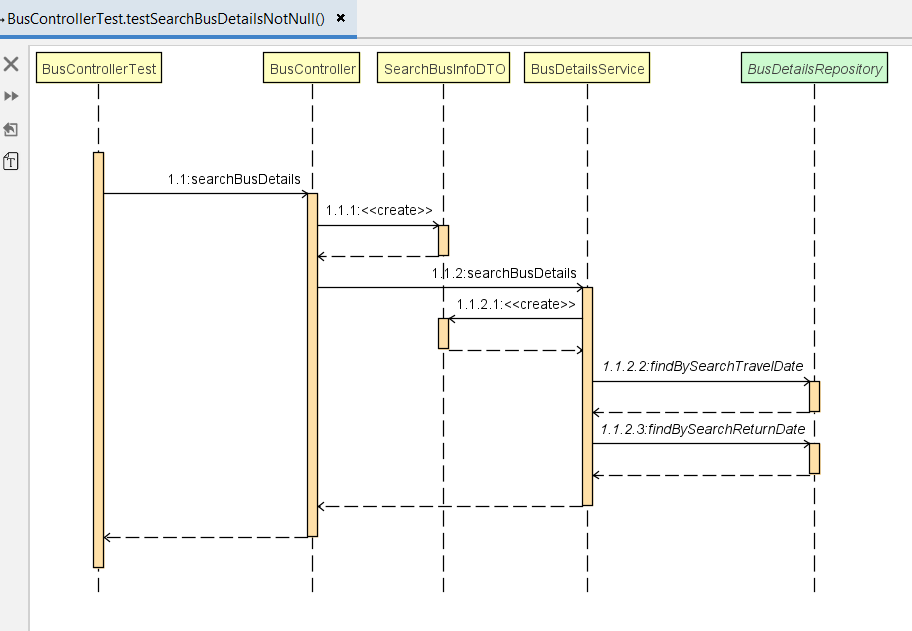 BusControllerTest.testSearchBusDetailsNotNull()
BusControllerTest
BusController
SearchBusInfoDTO
BusDetailsService
BusDetailsRepository
1.1:searchBusDetails
1.1.1:<<create>>
1.1.2:searchBusDetails
1.1.2.1:<<create>>
1.1.2.2:findBySearchTravelDate
1.1.2.3:findBySearchReturnDate
T